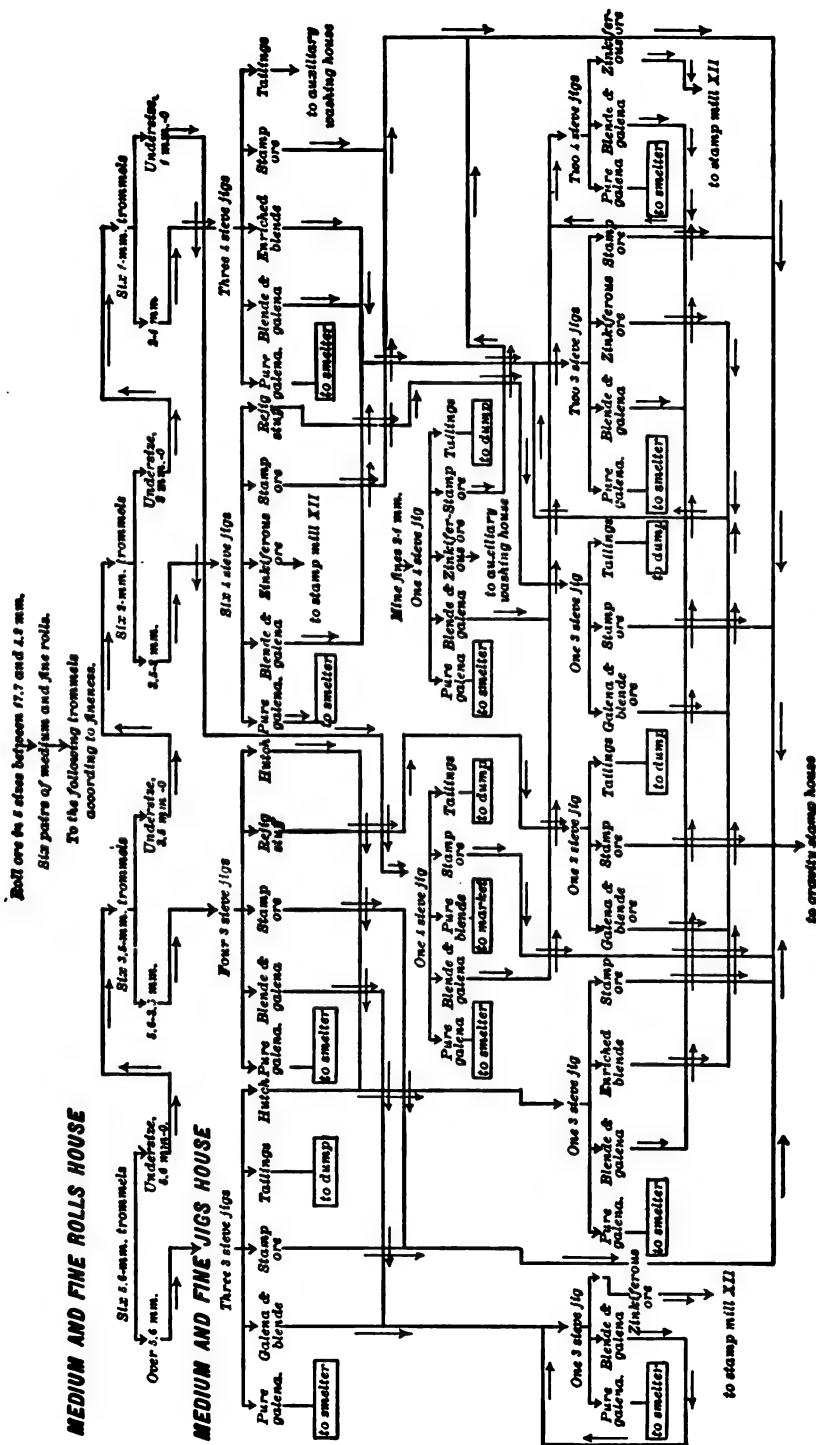 Roll ore in 5 sizes between 17.7 and 4.2 mm.
Six pairs of medium and fine rolls.
To the following trommels
according to fineness.
MEDIUM AND FINE ROLLS HOUSE
Six 5.6-mm. trommels
Over 5.6 mm.
Undersize,
5.6 mm-0.
Six 3.5-mm. trommels
Undersize,
3.5 mm-0
Six 2-mm. trommels
3.5-2 mm.
Undersize,
2 mm.-0
Six 1-mm. trommels
2-1 mm.
Undersize,
1 mm.-0
MEDIUM AND FINE JIGS HOUSE
Three 3 sieve jigs
Pure
galena.
to smelter
Galena &
blende
Stamp
ore
Tailings
to dump
Hutch
Four 3 sieve jigs
Pure
galena.
to smelter
Blende &
galena
Stamp
ore
Rejig
stuff
Hutch
Six 4 sieve jigs
Pure
galena.
to smelter
Blende &
galena
Zinkiferous
ore
to stamp mill XII
Stamp
ore
Rejig
stuff
Three 4 sieve jigs
Pure
galena.
to smelter
Blende &
galena
Enriched
blende
Stamp
ore
Tailings
to auxiliary
washing house
One 4 sieve jig
Pure
galena
to smelter
Blende &
galena
Pure
blende
to market
Stamp
ore
Tailings
to dump
Mine fines 2-1 mm.
One 4 sieve jig
Pure
galena
to smelter
Blende &
galena
Zinkifer-
ous ore
to auxiliary
washing house
Stamp
ore
Tailings
to dump
One 3 sieve jig
Pure
galena.
to smelter
Blende &
galena
Zinkiferous
ore
to stamp mill XII
One 3 sieve jig
Pure
galena.
to smelter
Blende &
galena
Enriched
blende
Stamp
ore
One 3 sieve jig
Galena &
blende
ore
Stamp
ore
Tailings
to dump
One 3 sieve jig
Galena &
blende
ore
Stamp
ore
Tailings
to dump
Two 3 sieve jigs
Pure
galena.
to smelter
Blende &
galena
Zinkiferous
ore
Stamp
ore
Two 4 sieve jigs
Pure
galena
to smelter
Blende &
galena
Zinkifer-
ous ore
to stamp mill XII
to gravity stamp house